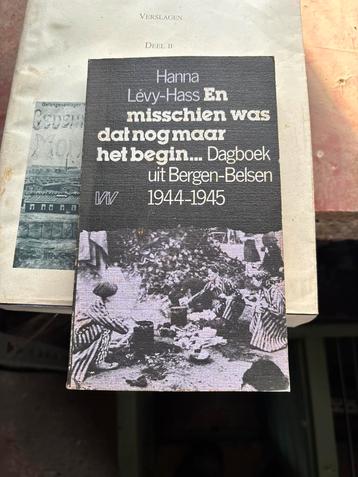 VERSLAGEN
DEEL II
Hanna
Lévy-Hass En
misschien was
dat nog maar
het begin... Dagboek
uit Bergen-Belsen
1944-1945
VV